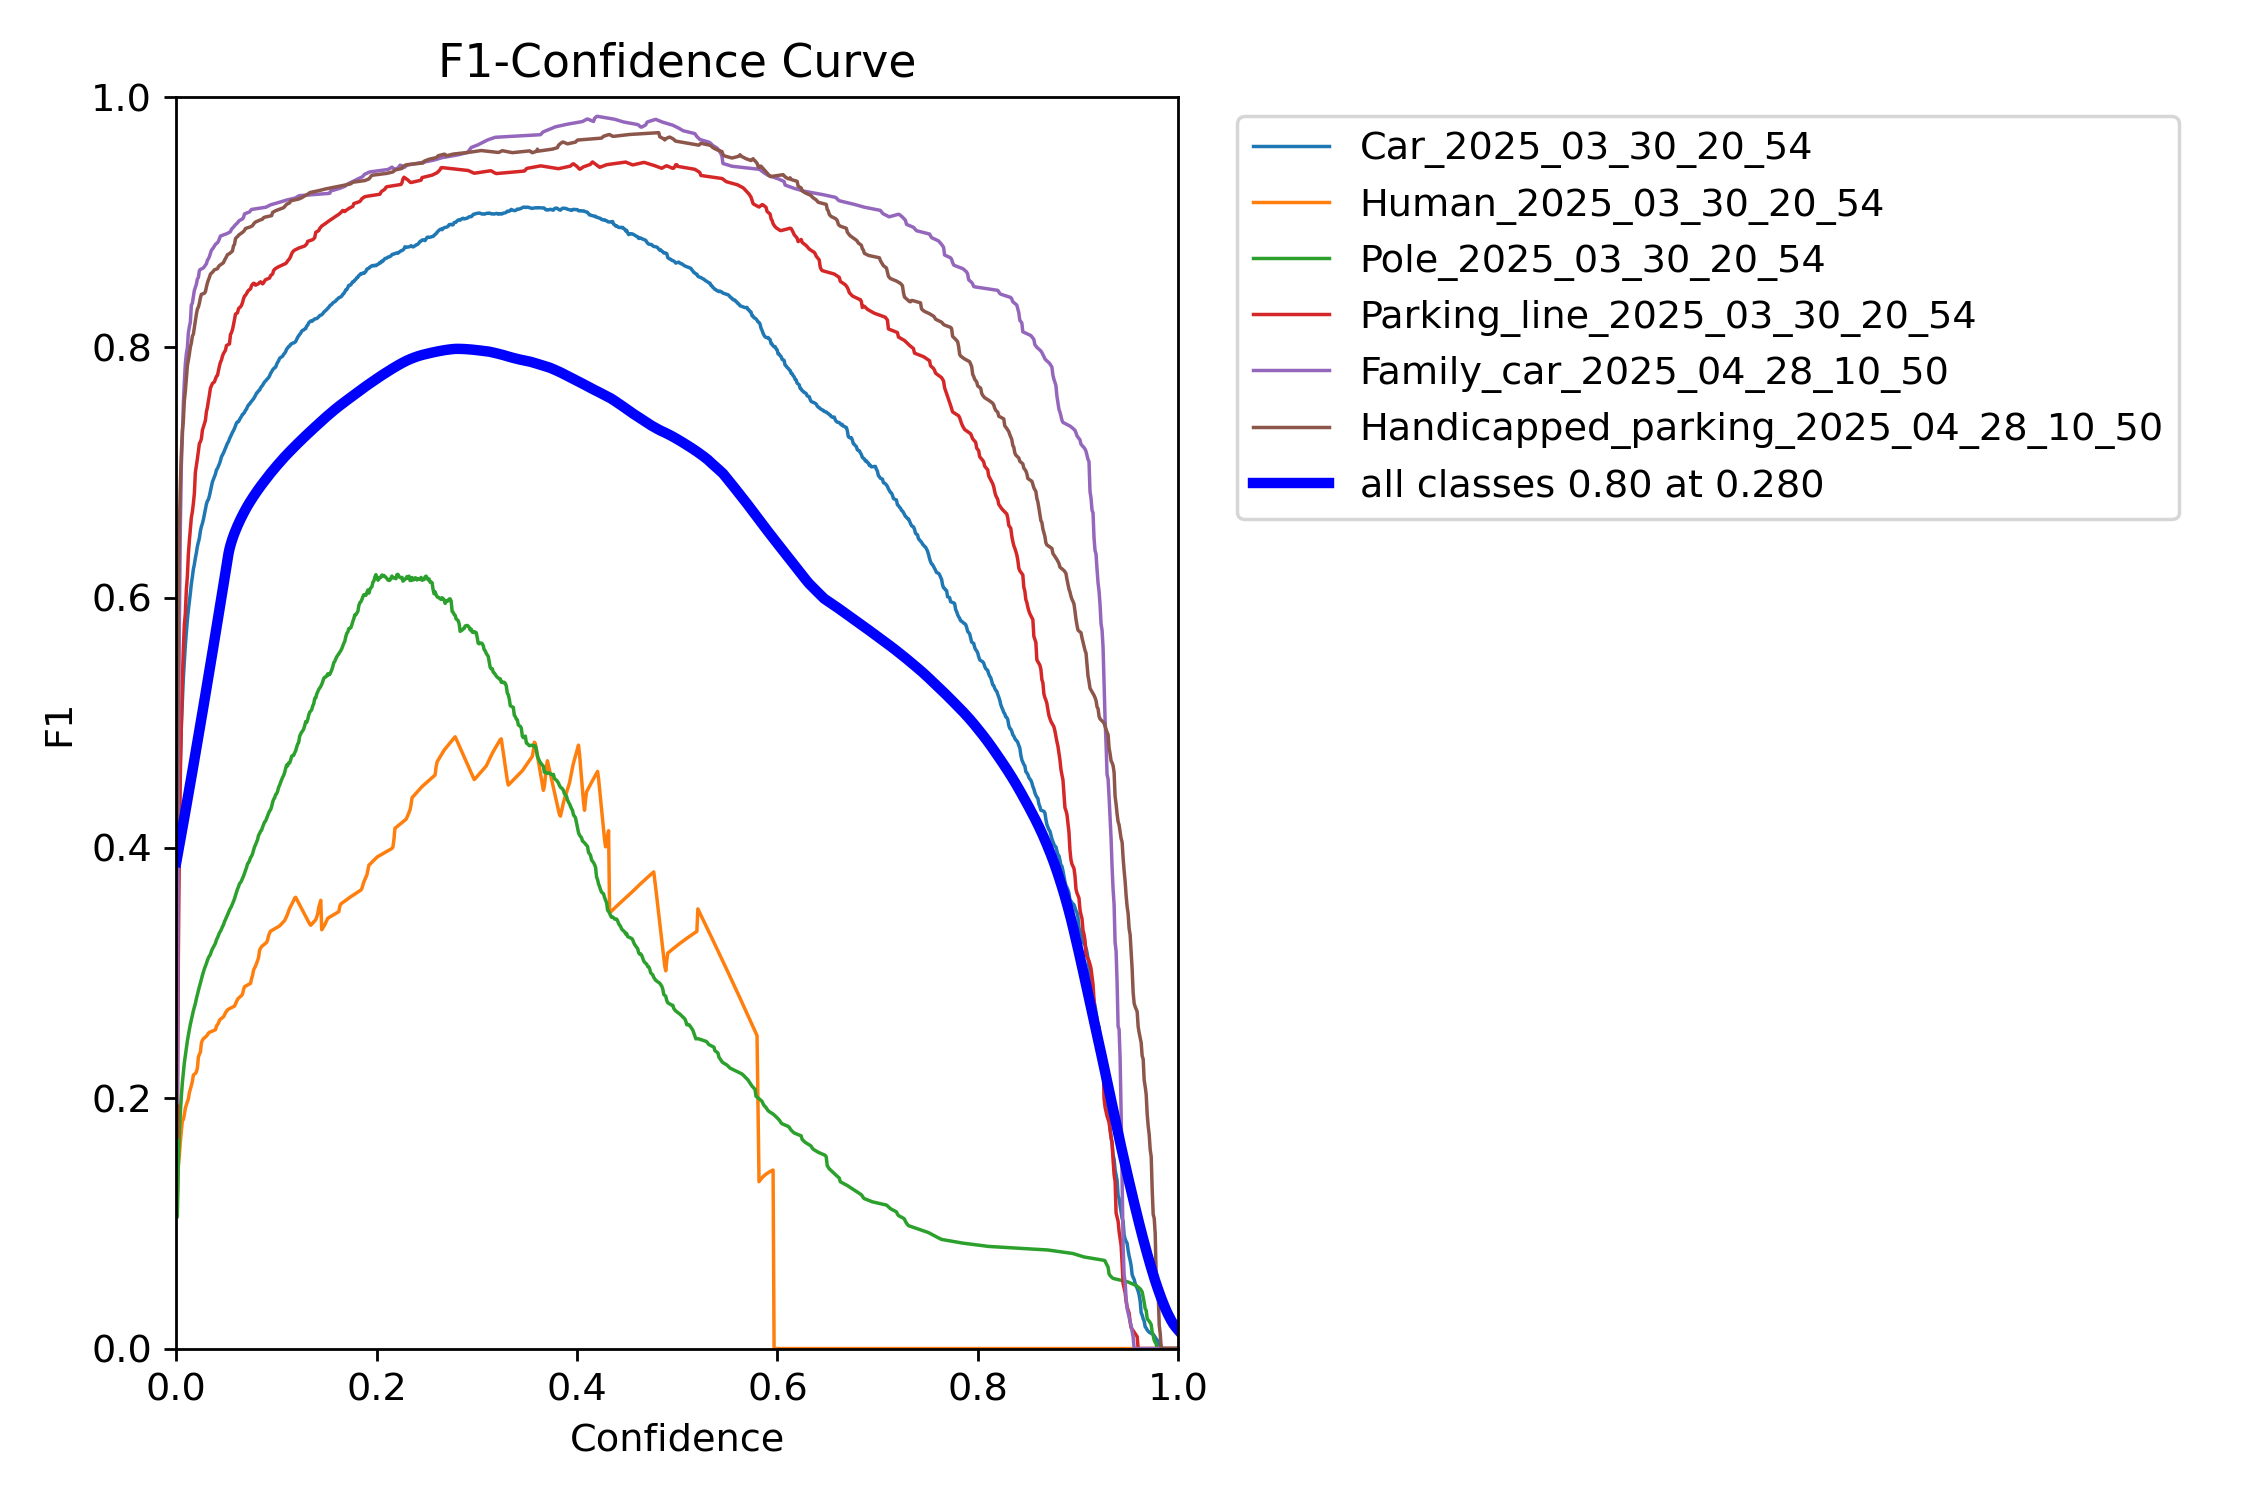 F1-Confidence Curve
1.0
0.8
0.6
0.4
0.2
0.0
F1
0.0 0.2 0.4 0.6 0.8 1.0
Confidence
Car_2025_03_30_20_54
Human_2025_03_30_20_54
Pole_2025_03_30_20_54
Parking_line_2025_03_30_20_54
Family_car_2025_04_28_10_50
Handicapped_parking_2025_04_28_10_50
all classes 0.80 at 0.280